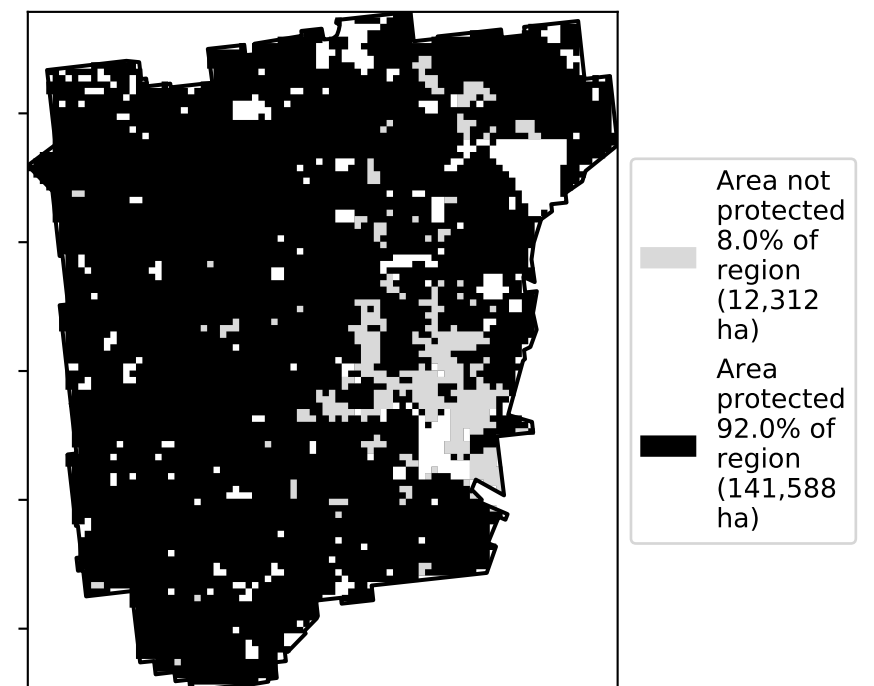 Area not
protected
8.0% of
region
(12,312
ha)
Area
protected
92.0% of
region
(141,588
ha)